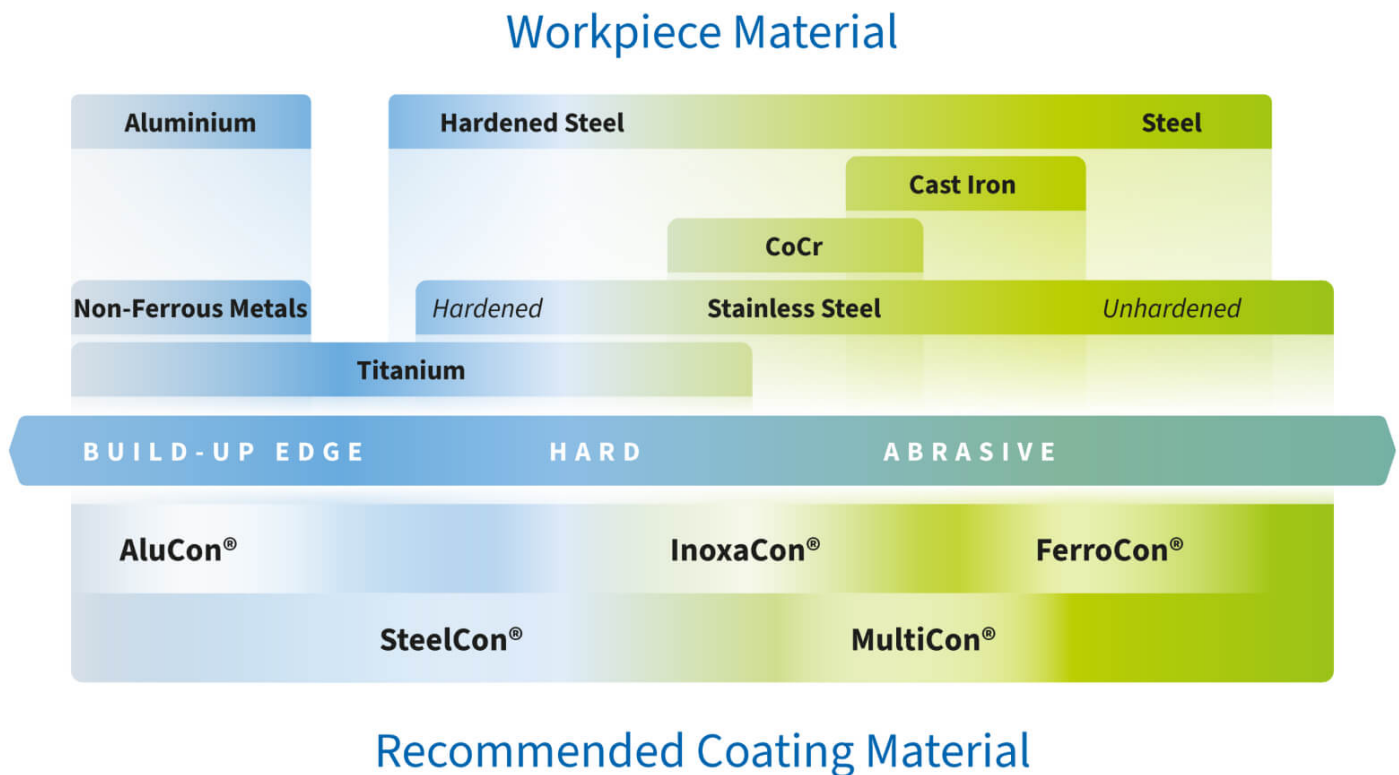 Workpiece Material
Aluminium
Hardened Steel
Steel
Cast Iron
CoCr
Non-Ferrous Metals
Hardened
Stainless Steel
Unhardened
Titanium
BUILD-UP EDGE
HARD
ABRASIVE
AluCon®
InoxaCon®
FerroCon®
SteelCon®
MultiCon®
Recommended Coating Material